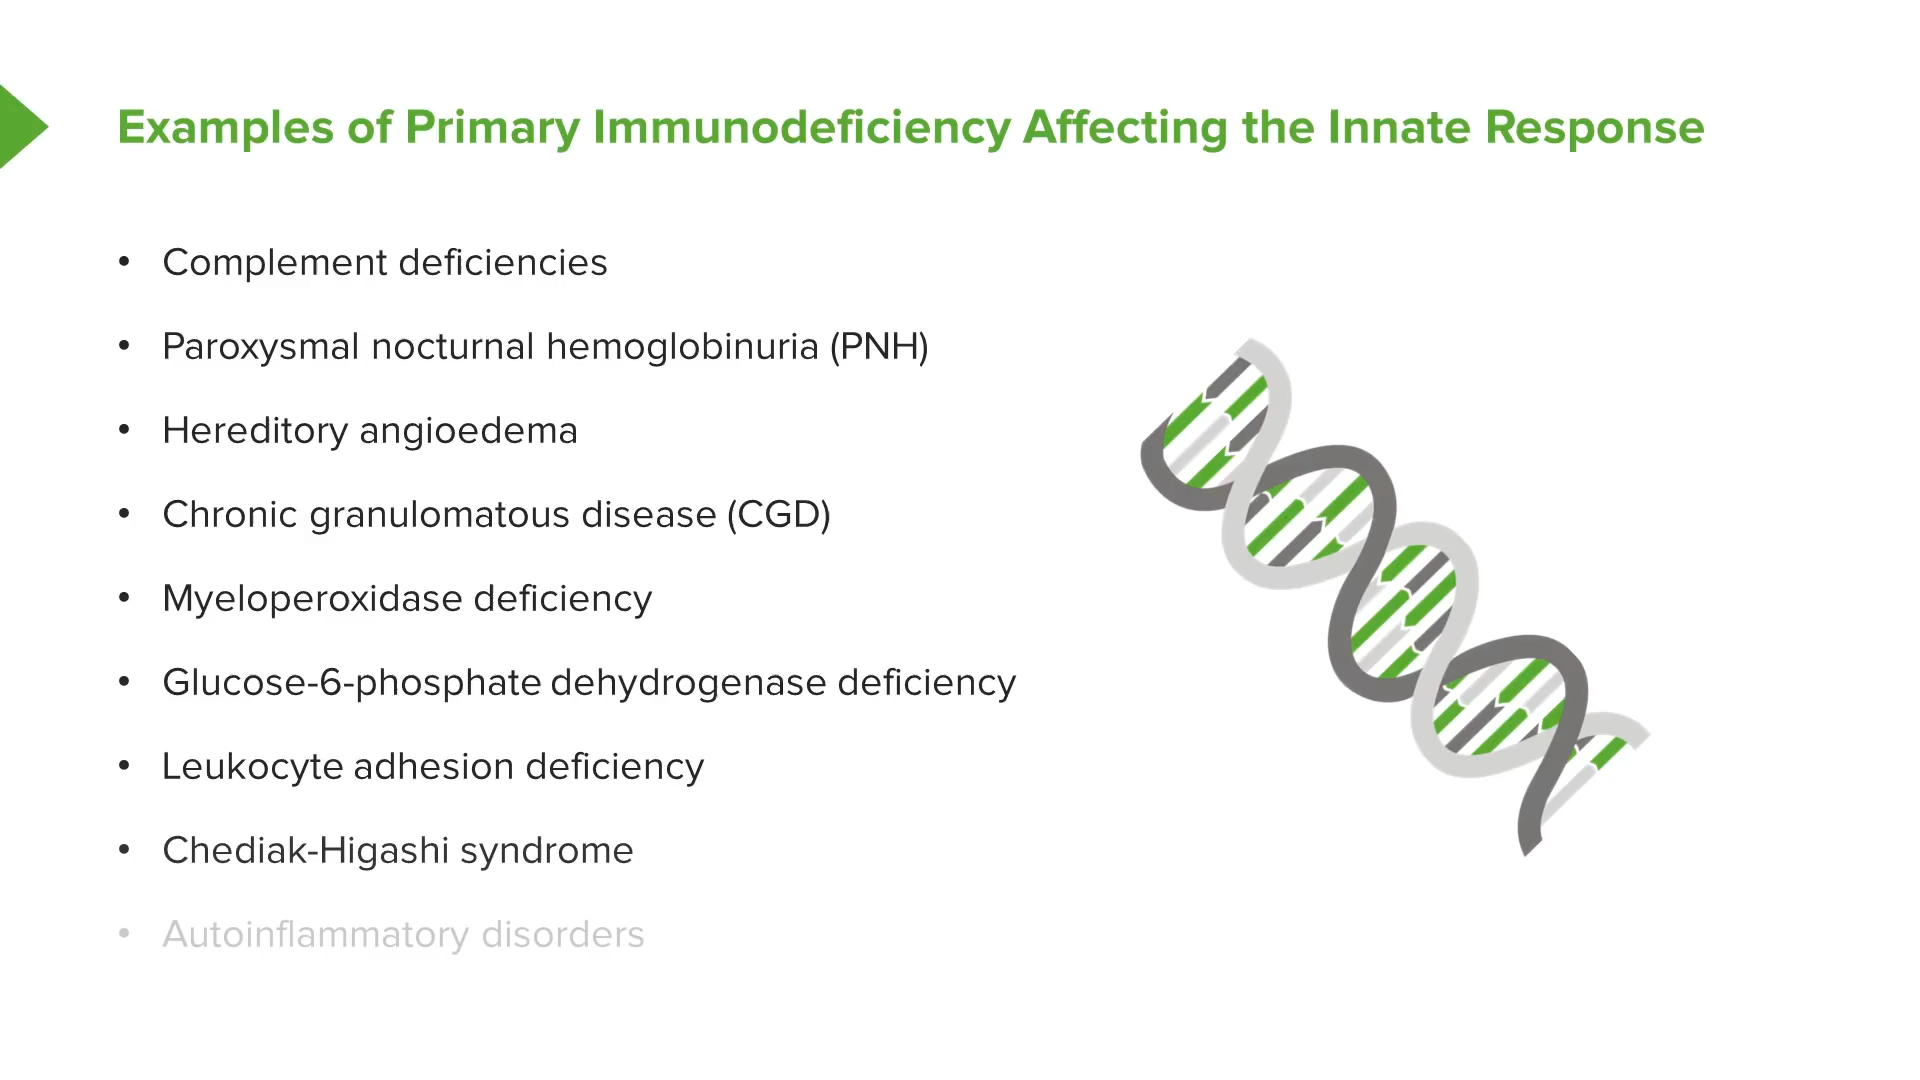 Examples of Primary Immunodeficiency Affecting the Innate Response
• Complement deficiencies
• Paroxysmal nocturnal hemoglobinuria (PNH)
• Hereditory angioedema
• Chronic granulomatous disease (CGD)
• Myeloperoxidase deficiency
• Glucose-6-phosphate dehydrogenase deficiency
• Leukocyte adhesion deficiency
• Chediak-Higashi syndrome
• Autoinflammatory disorders